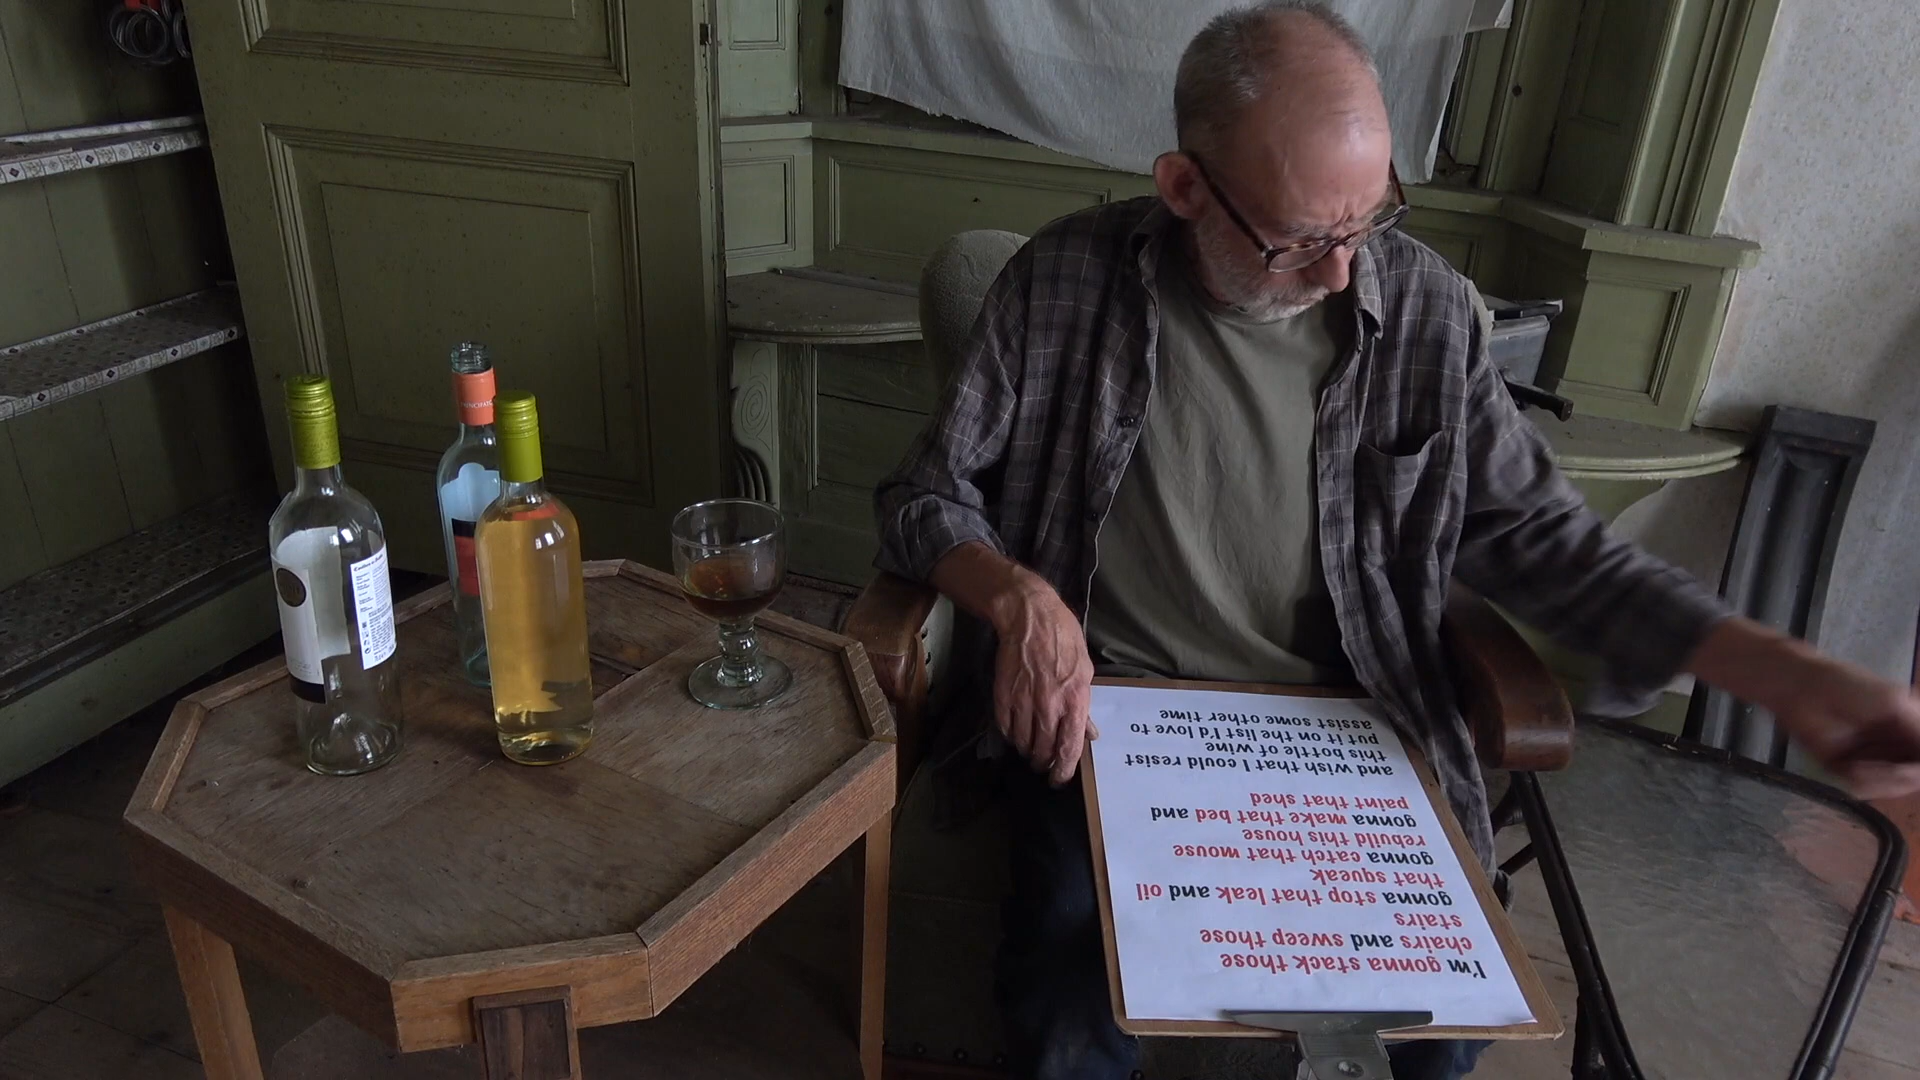 I'm gonna stack those
chairs and sweep those
stairs
gonna stop that leak and oil
that squeak
gonna catch that mouse
rebuild this house
gonna make that bed and
paint that shed
and wish that I could resist
this bottle of wine
put it on the list I'd love to
assist some other time